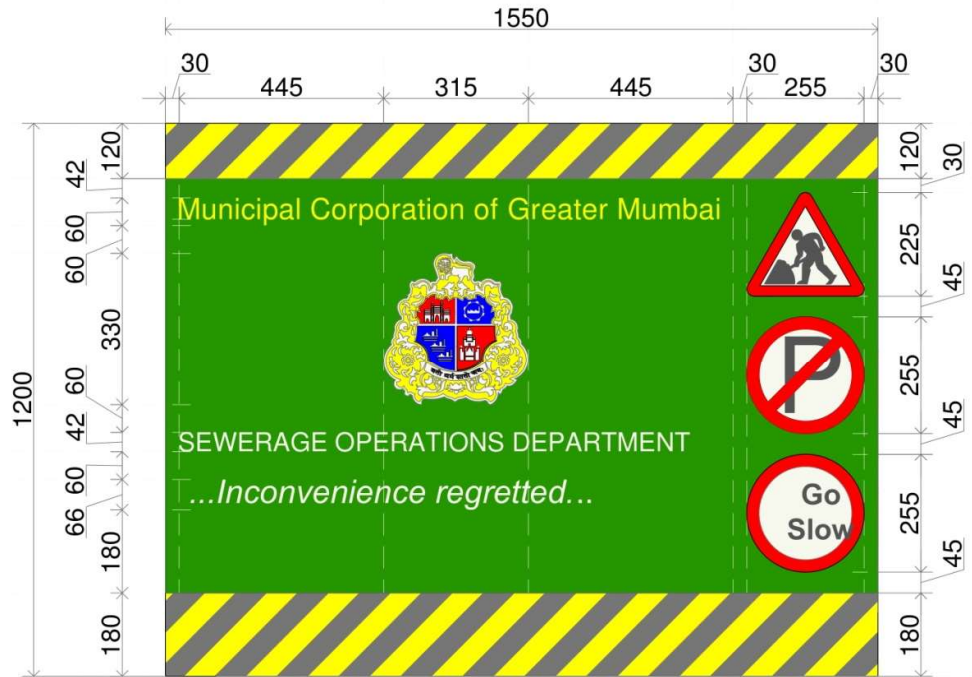 1550
30 30 30
445 315 445 255
120 120
42 30
Municipal Corporation of Greater Mumbai
60 225
60 45
330
P
255
1200
60 45
42
SEWERAGE OPERATIONS DEPARTMENT
60
...Inconvenience regretted...
Go
Slow
66 255
180 45
180 180